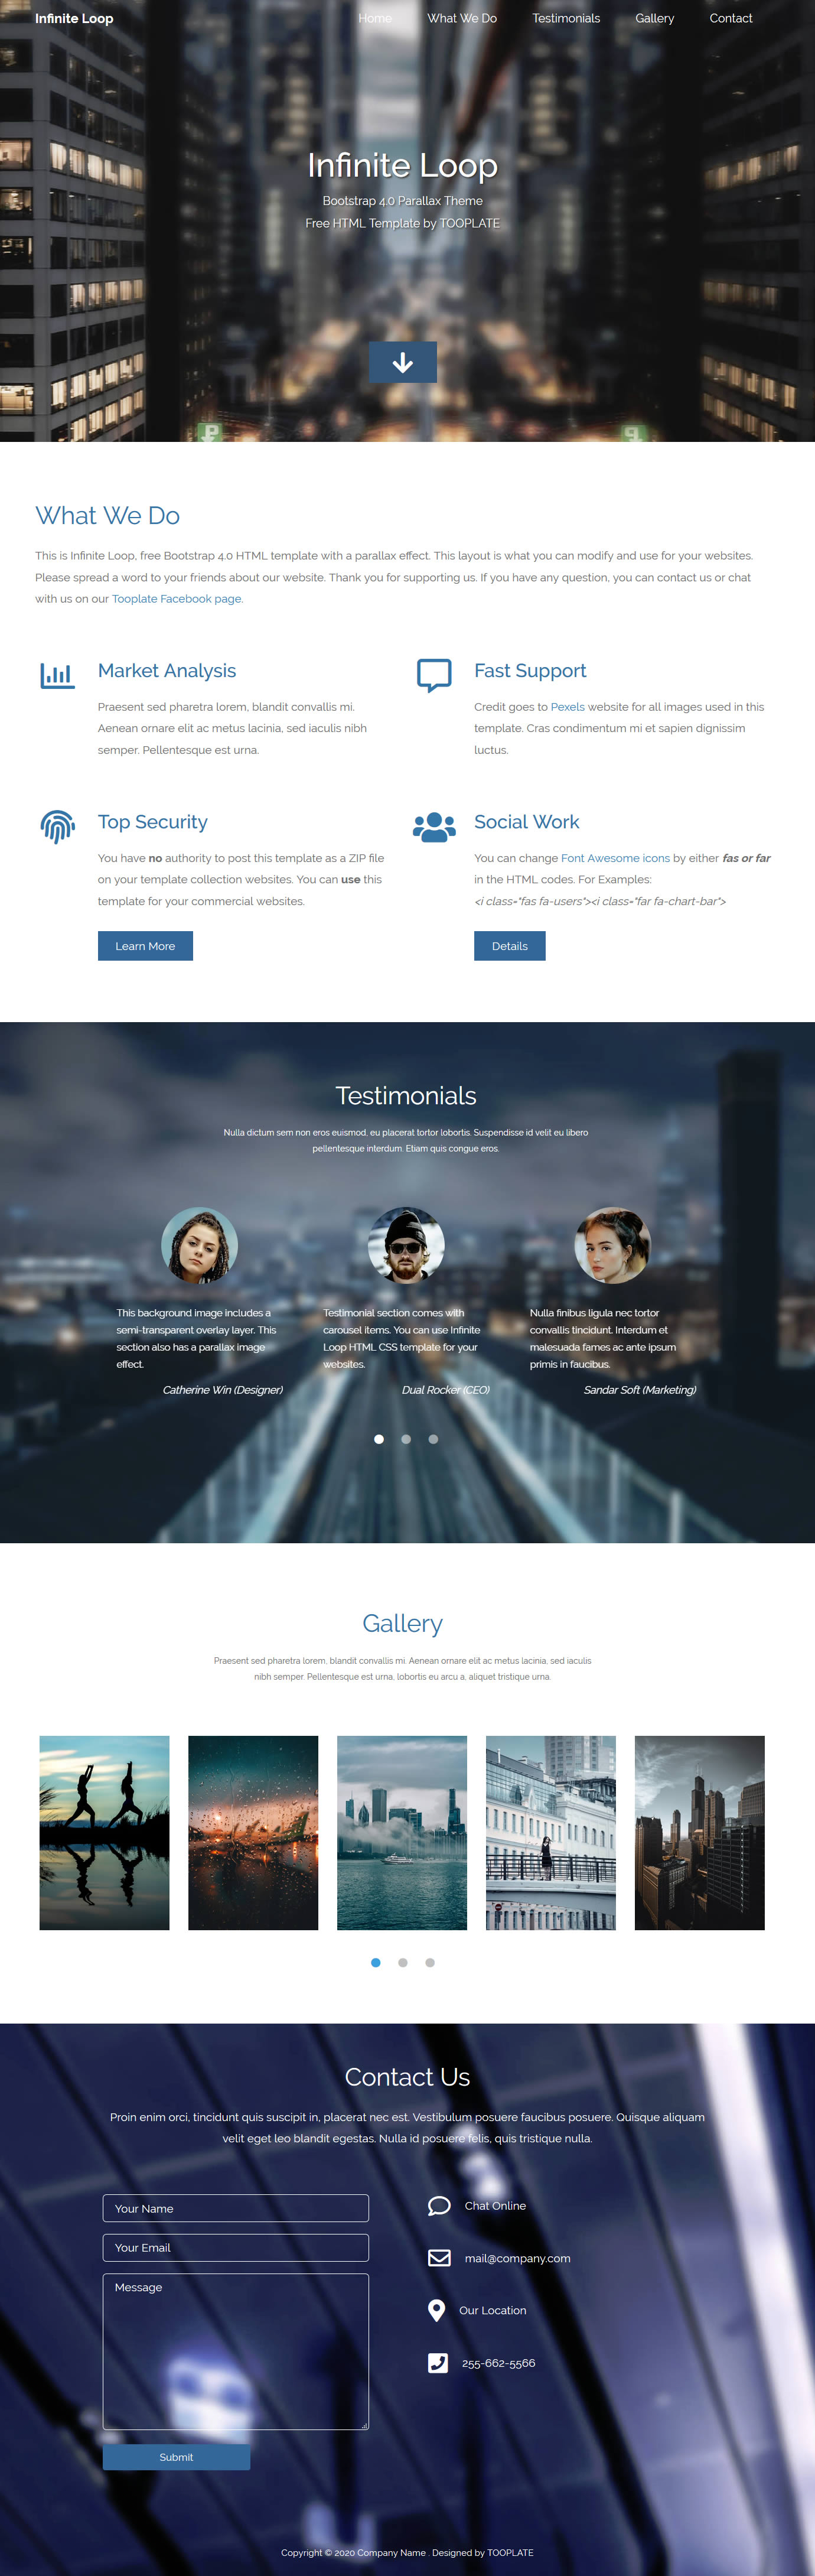 Infinite Loop
Home What We Do Testimonials Gallery Contact
Infinite Loop
Bootstrap 4.0 Parallax Theme
Free HTML Template by TOOPLATE
What We Do
This is Infinite Loop, free Bootstrap 4.0 HTML template with a parallax effect. This layout is what you can modify and use for your websites.
Please spread a word to your friends about our website. Thank you for supporting us. If you have any question, you can contact us or chat
with us on our Tooplate Facebook page.
Market Analysis
Praesent sed pharetra lorem, blandit convallis mi.
Aenean ornare elit ac metus lacinia, sed iaculis nibh
semper. Pellentesque est urna.
Fast Support
Credit goes to Pexels website for all images used in this
template. Cras condimentum mi et sapien dignissim
luctus.
Top Security
You have no authority to post this template as a ZIP file
on your template collection websites. You can use this
template for your commercial websites.
Learn More
Social Work
You can change Font Awesome icons by either fas or far
in the HTML codes. For Examples:
<i class="fas fa-users"><i class="far fa-chart-bar">
Details
Testimonials
Nulla dictum sem non eros euismod, eu placerat tortor lobortis. Suspendisse id velit eu libero
pellentesque interdum. Etiam quis congue eros.
This background image includes a
semi-transparent overlay layer. This
section also has a parallax image
effect.
Catherine Win (Designer)
Testimonial section comes with
carousel items. You can use Infinite
Loop HTML CSS template for your
websites.
Dual Rocker (CEO)
Nulla finibus ligula nec tortor
convallis tincidunt. Interdum et
malesuada fames ac ante ipsum
primis in faucibus.
Sandar Soft (Marketing)
Gallery
Praesent sed pharetra lorem, blandit convallis mi. Aenean ornare elit ac metus lacinia, sed iaculis
nibh semper. Pellentesque est urna, lobortis eu arcu a, aliquet tristique urna.
Contact Us
Proin enim orci, tincidunt quis suscipit in, placerat nec est. Vestibulum posuere faucibus posuere. Quisque aliquam
velit eget leo blandit egestas. Nulla id posuere felis, quis tristique nulla.
Your Name
Your Email
Message
Submit
Chat Online
mail@company.com
Our Location
255-662-5566
Copyright © 2020 Company Name . Designed by TOOPLATE